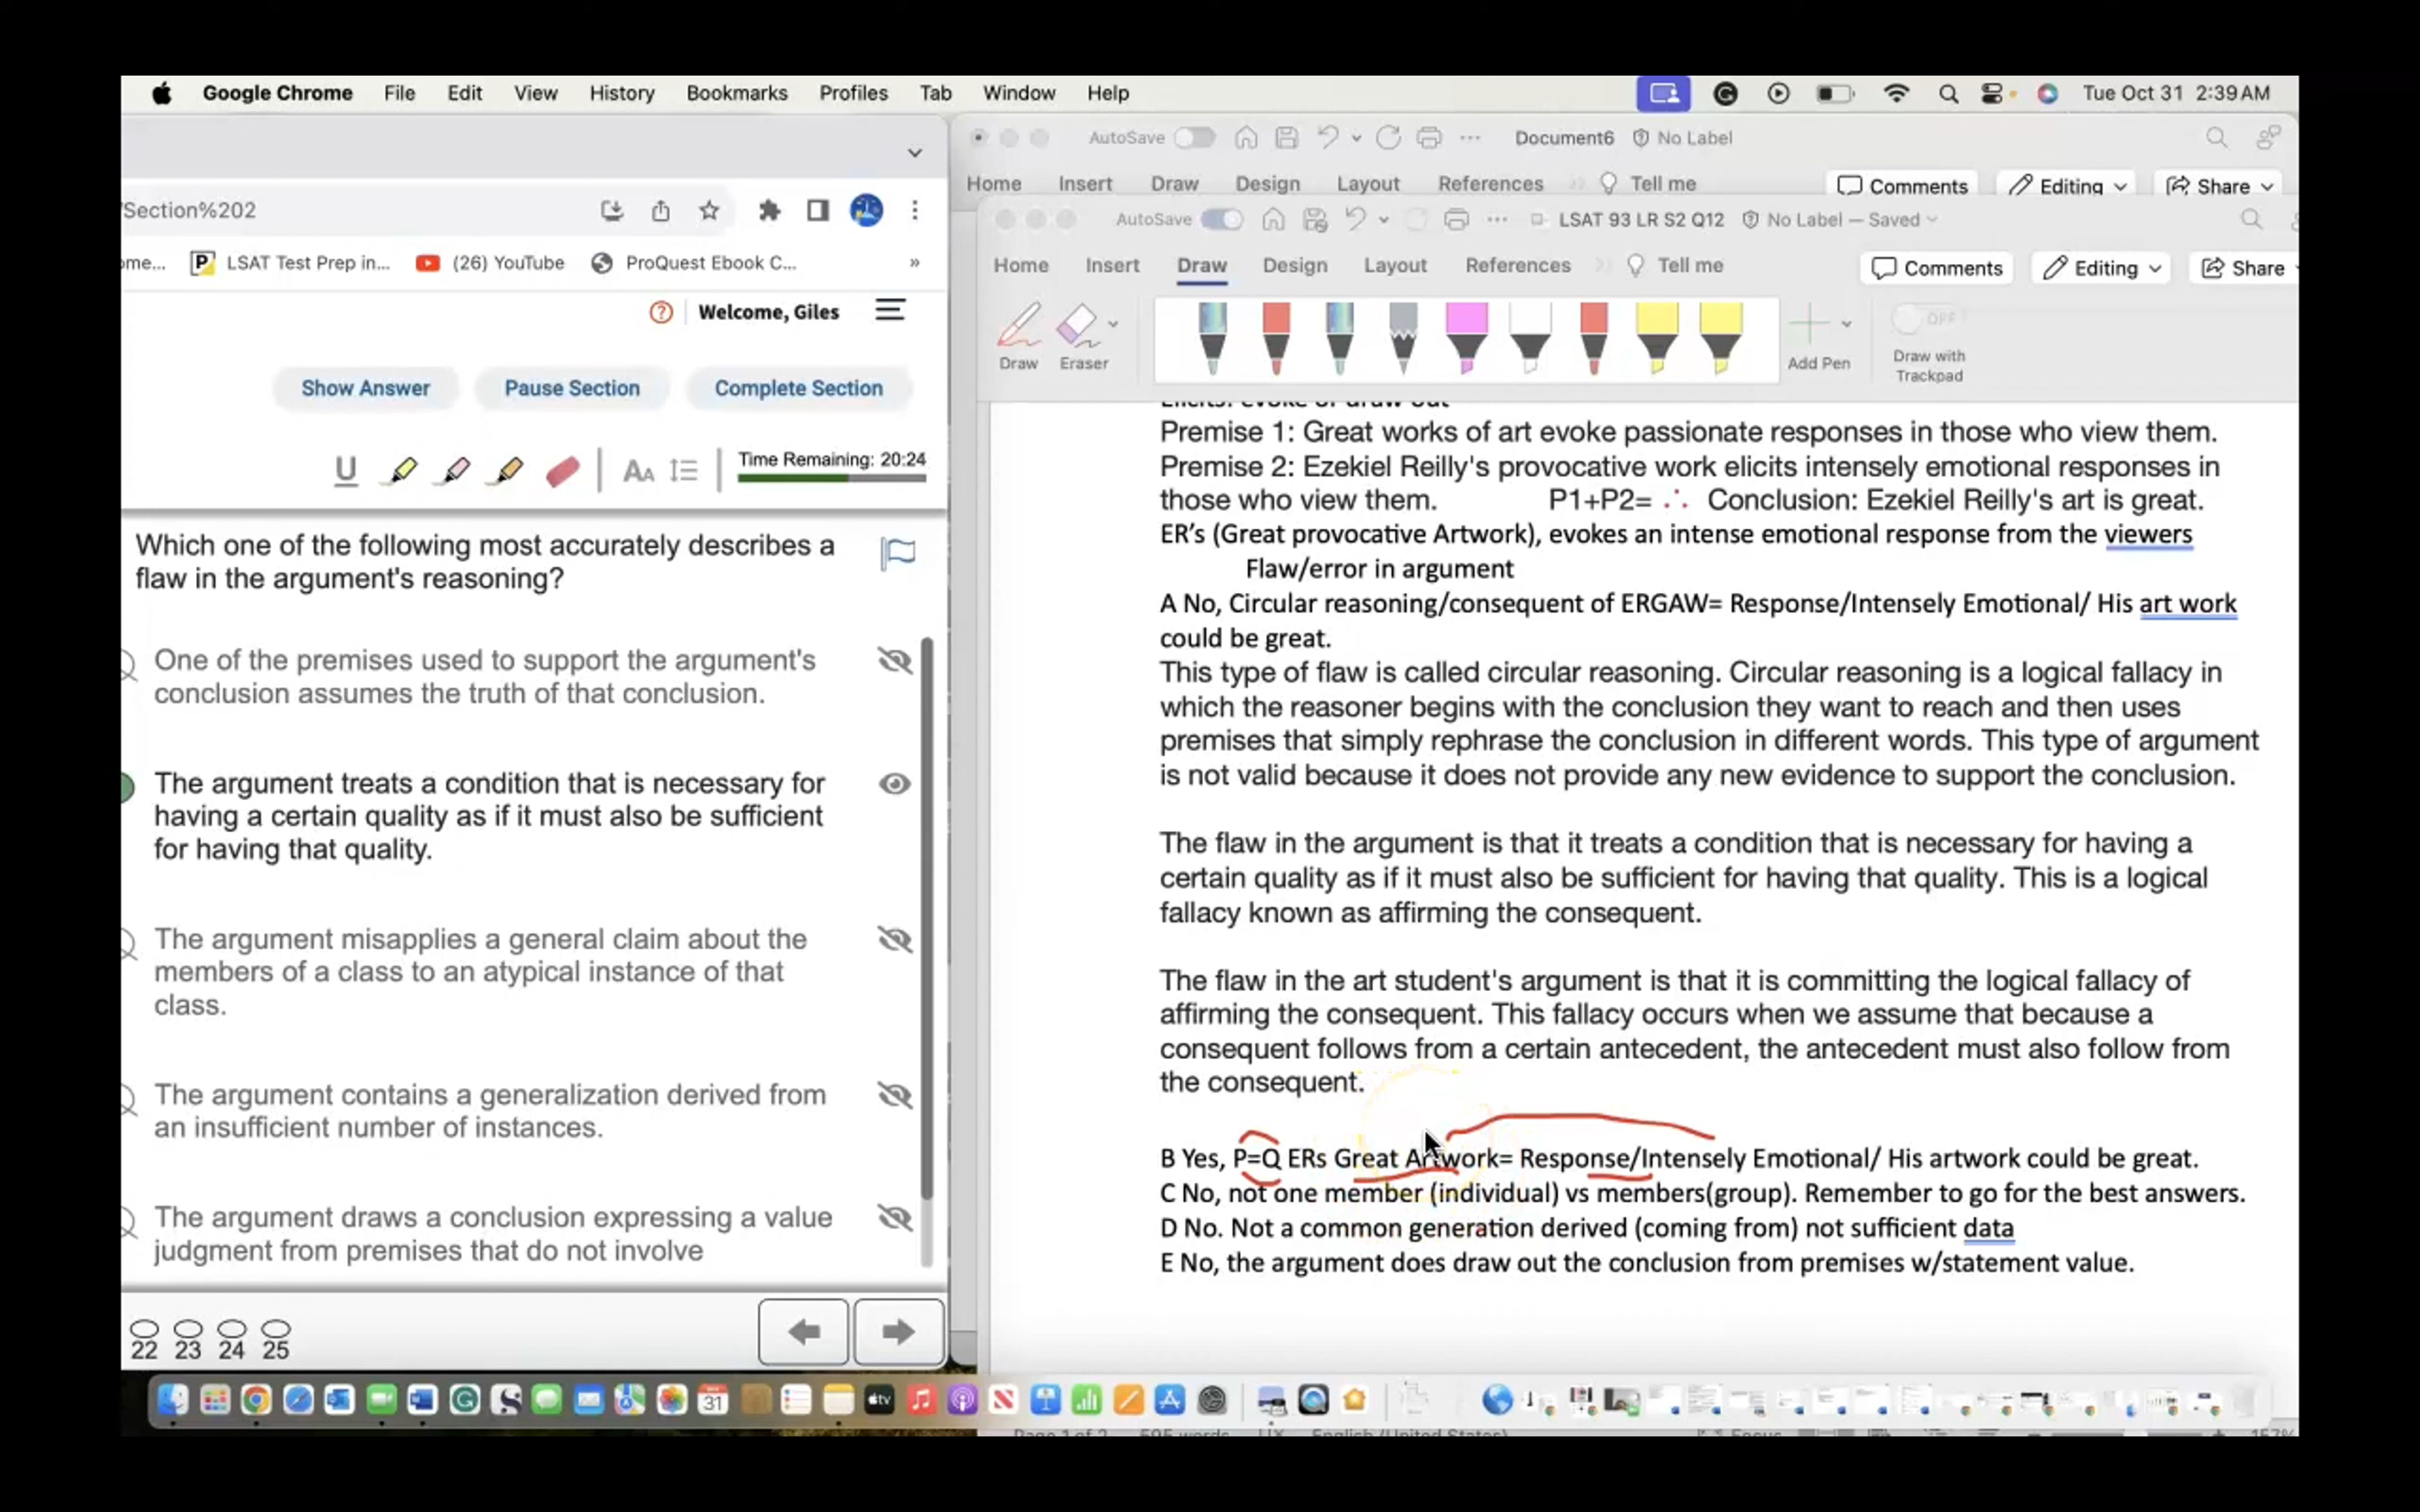 Google Chrome File Edit View History Bookmarks Profiles Tab Window Help Tue Oct 31 2:39 AM
/Section%202
ome... LSAT Test Prep in... (26) YouTube ProQuest Ebook C... »
Welcome, Giles
Show Answer Pause Section Complete Section
Time Remaining: 20:24
Which one of the following most accurately describes a
flaw in the argument's reasoning?
One of the premises used to support the argument's
conclusion assumes the truth of that conclusion.
The argument treats a condition that is necessary for
having a certain quality as if it must also be sufficient
for having that quality.
The argument misapplies a general claim about the
members of a class to an atypical instance of that
class.
The argument contains a generalization derived from
an insufficient number of instances.
The argument draws a conclusion expressing a value
judgment from premises that do not involve
22 23 24 25
AutoSave Document6 No Label
Home Insert Draw Design Layout References Tell me Comments Editing Share
AutoSave LSAT 93 LR S2 Q12 No Label — Saved
Home Insert Draw Design Layout References Tell me Comments Editing Share
Draw Eraser Add Pen OFF Draw with
Trackpad
Elicits: evoke or draw out
Premise 1: Great works of art evoke passionate responses in those who view them.
Premise 2: Ezekiel Reilly's provocative work elicits intensely emotional responses in
those who view them. P1+P2= ∴ Conclusion: Ezekiel Reilly's art is great.
ER's (Great provocative Artwork), evokes an intense emotional response from the viewers
Flaw/error in argument
A No, Circular reasoning/consequent of ERGAW= Response/Intensely Emotional/ His art work
could be great.
This type of flaw is called circular reasoning. Circular reasoning is a logical fallacy in
which the reasoner begins with the conclusion they want to reach and then uses
premises that simply rephrase the conclusion in different words. This type of argument
is not valid because it does not provide any new evidence to support the conclusion.
The flaw in the argument is that it treats a condition that is necessary for having a
certain quality as if it must also be sufficient for having that quality. This is a logical
fallacy known as affirming the consequent.
The flaw in the art student's argument is that it is committing the logical fallacy of
affirming the consequent. This fallacy occurs when we assume that because a
consequent follows from a certain antecedent, the antecedent must also follow from
the consequent.
B Yes, P=Q ERs Great Artwork= Response/Intensely Emotional/ His artwork could be great.
C No, not one member (individual) vs members(group). Remember to go for the best answers.
D No. Not a common generation derived (coming from) not sufficient data
E No, the argument does draw out the conclusion from premises w/statement value.
Page 1 of 2 595 words English (United States) Focus 157%